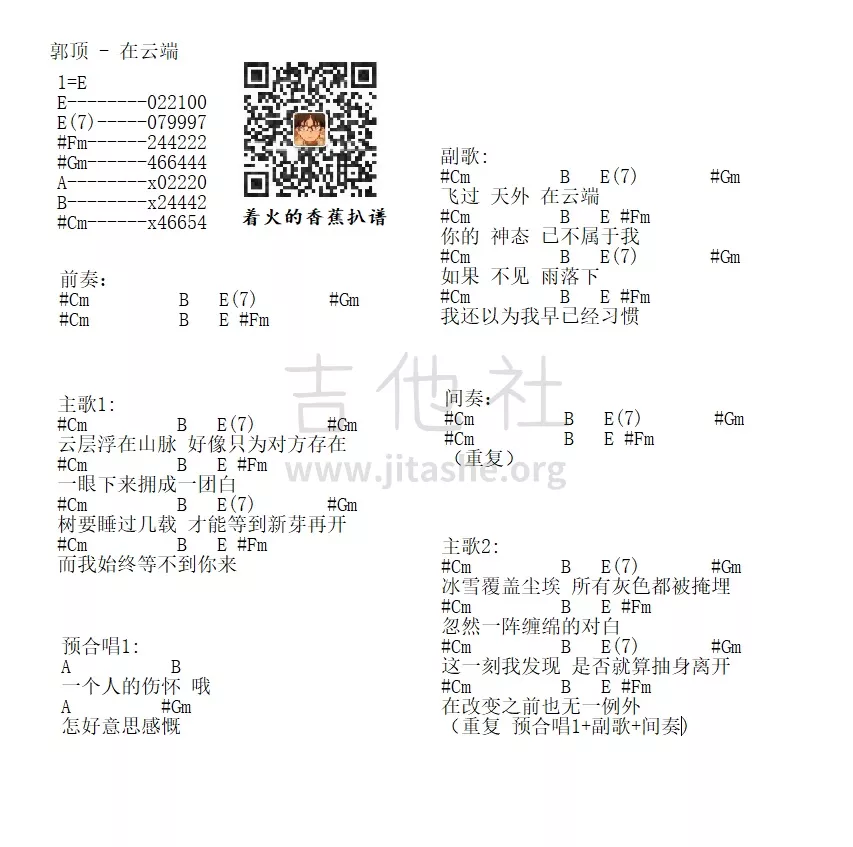 郭顶 - 在云端
1=E
E--------022100
E(7)-----079997
#Fm------244222
#Gm------466444
A--------x02220
B--------x24442
#Cm------x46654
着火的香蕉扒谱
前奏:
#Cm B E(7) #Gm
#Cm B E #Fm
主歌1:
#Cm B E(7) #Gm
云层浮在山脉 好像只为对方存在
#Cm B E #Fm
一眼下来拥成一团白
#Cm B E(7) #Gm
树要睡过几载 才能等到新芽再开
#Cm B E #Fm
而我始终等不到你来
预合唱1:
A B
一个人的伤怀 哦
A #Gm
怎好意思感慨
副歌:
#Cm B E(7) #Gm
飞过 天外 在云端
#Cm B E #Fm
你的 神态 已不属于我
#Cm B E(7) #Gm
如果 不见 雨落下
#Cm B E #Fm
我还以为我早已经习惯
间奏:
#Cm B E(7) #Gm
#Cm B E #Fm
（重复）
主歌2:
#Cm B E(7) #Gm
冰雪覆盖尘埃 所有灰色都被掩埋
#Cm B E #Fm
忽然一阵缠绵的对白
#Cm B E(7) #Gm
这一刻我发现 是否就算抽身离开
#Cm B E #Fm
在改变之前也无一例外
（重复 预合唱1+副歌+间奏）
吉他社
www.jitashe.org